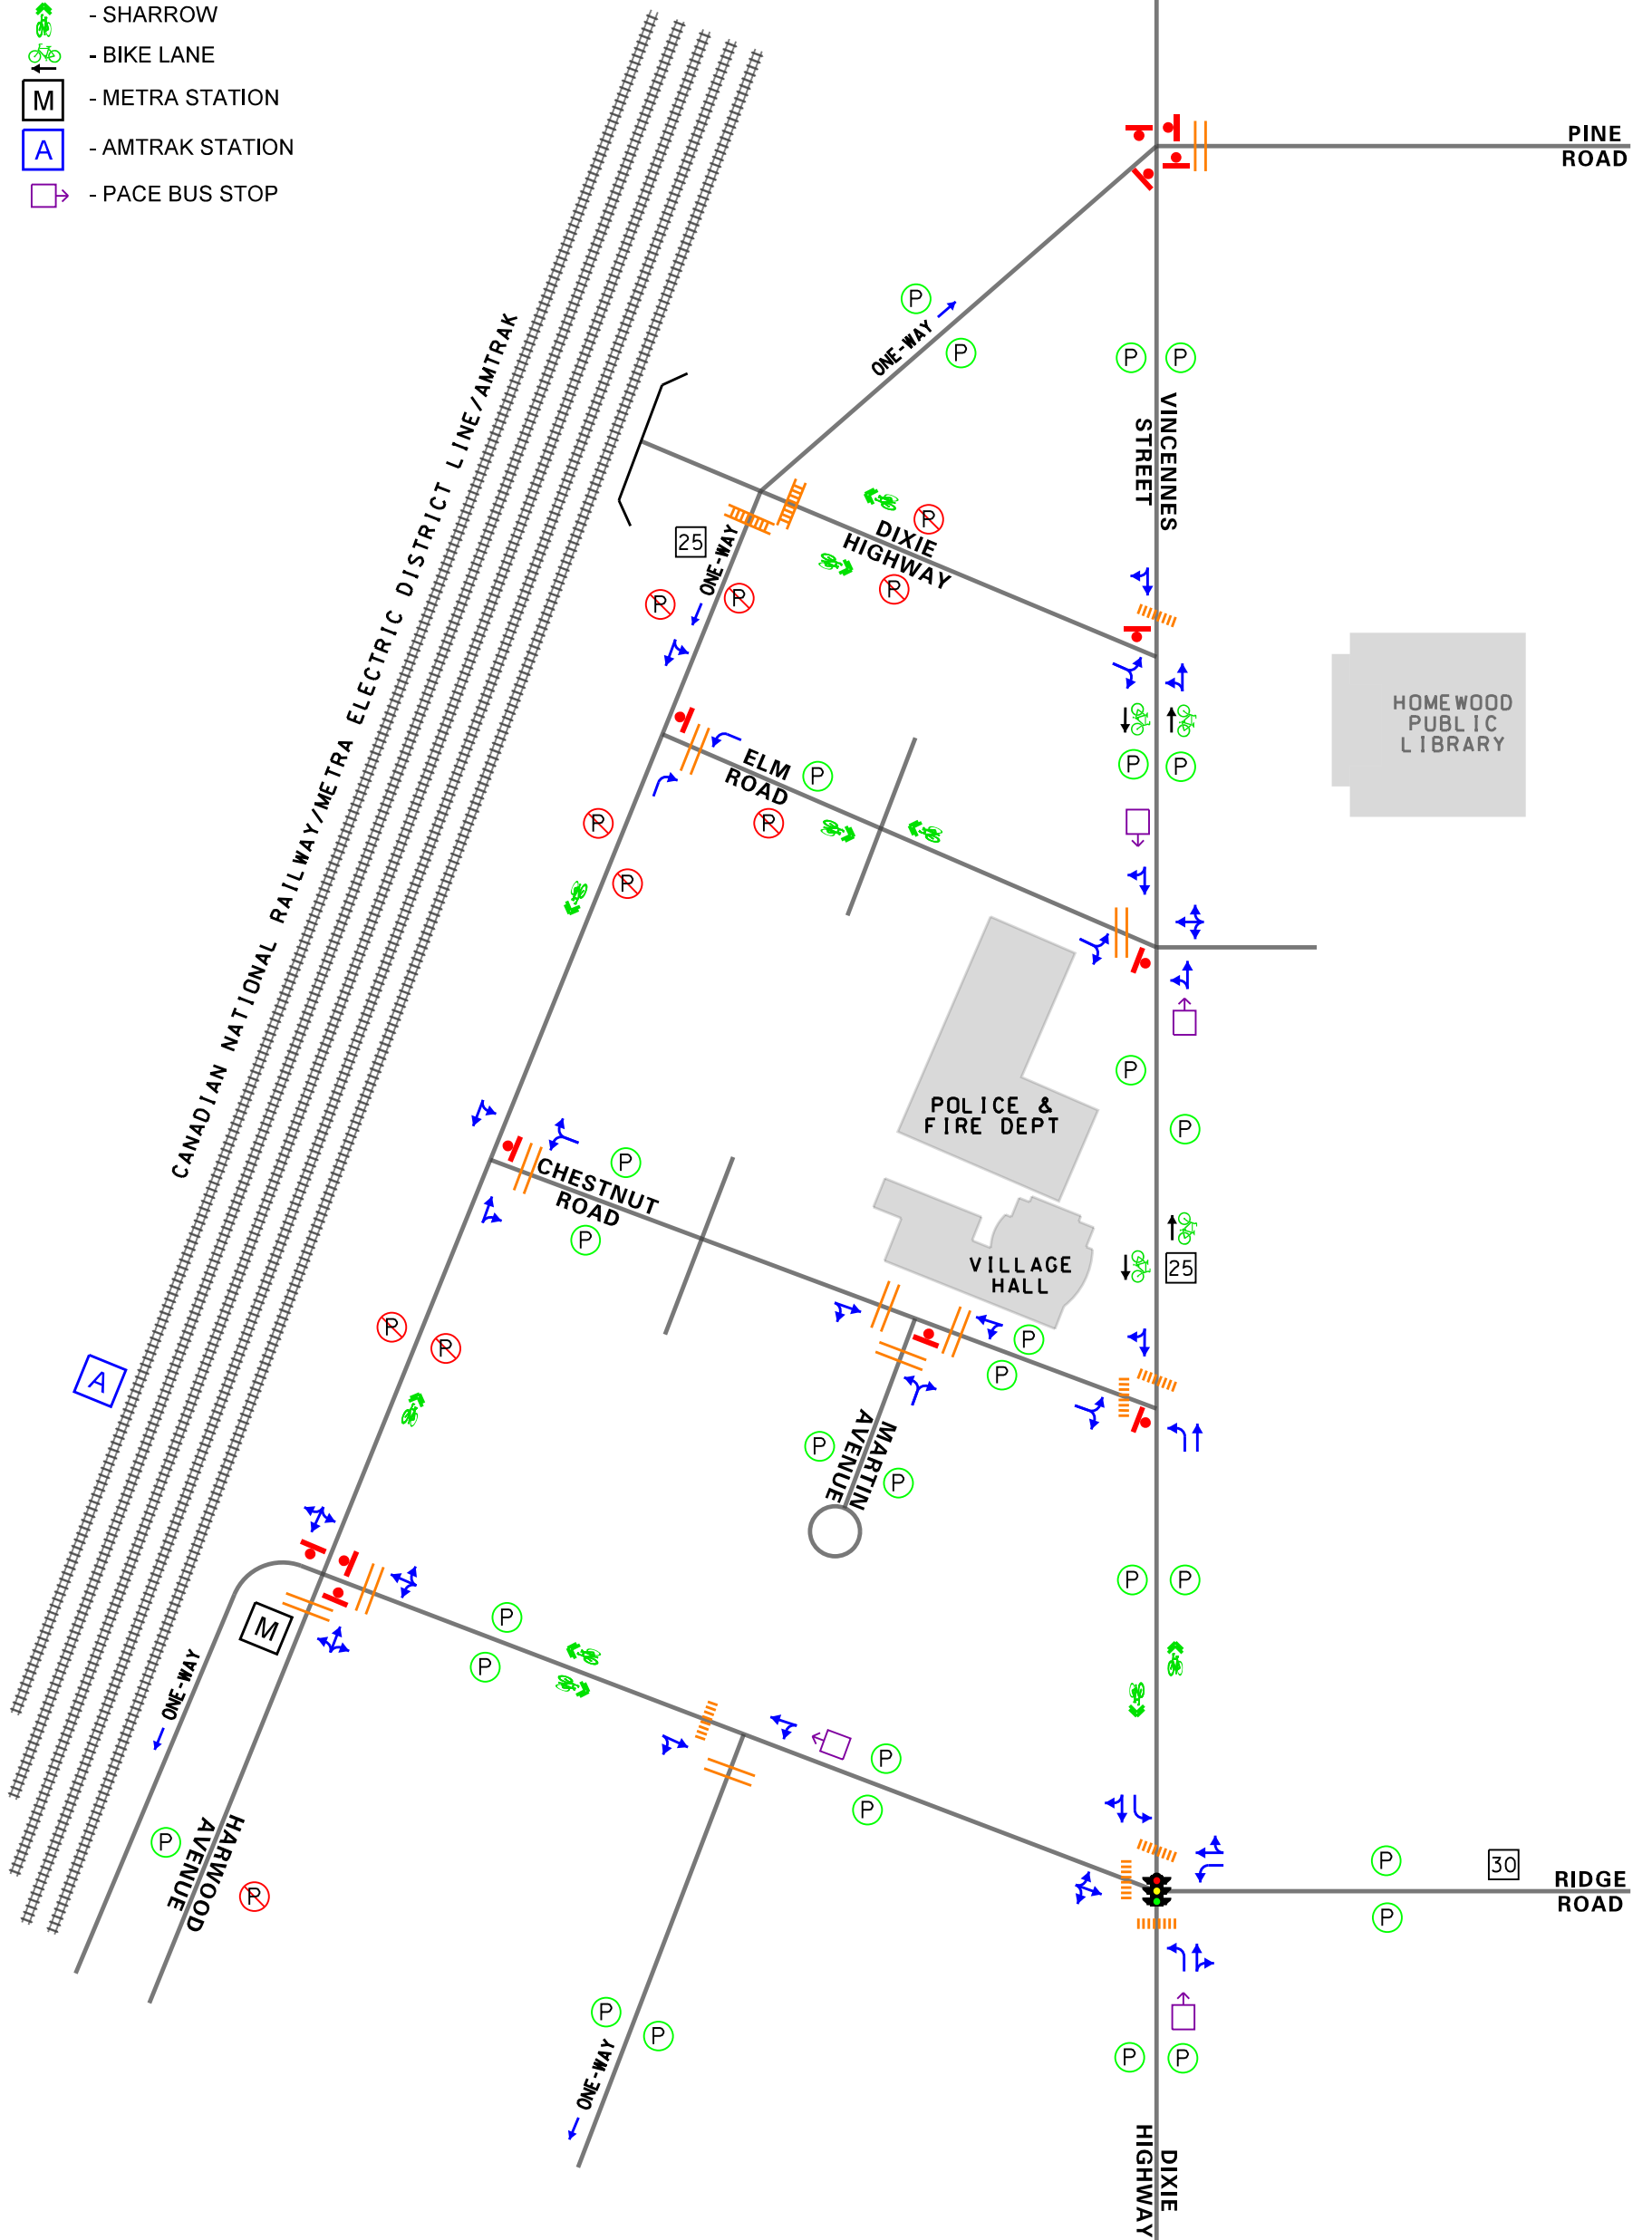 - SHARROW
- BIKE LANE
M - METRA STATION
A - AMTRAK STATION
- PACE BUS STOP
PINE
ROAD
P
ONE-WAY
P
P P
CANADIAN NATIONAL RAILWAY/METRA ELECTRIC DISTRICT LINE/AMTRAK
VINCENNES
STREET
P
DIXIE
HIGHWAY
25
ONE-WAY
P
P P
HOMEWOOD
PUBLIC
LIBRARY
ELM
ROAD
P
P P
P
P
P
P
POLICE &
FIRE DEPT
P
P
CHESTNUT
ROAD
P
P
VILLAGE
HALL
25
P
P
P
P
A
MARTIN
AVENUE
P
P
P P
M
P
P
ONE-WAY
P
P
HARWOOD
AVENUE
P
P
P
30
RIDGE
ROAD
P
P
P
ONE-WAY
P P
DIXIE
HIGHWAY